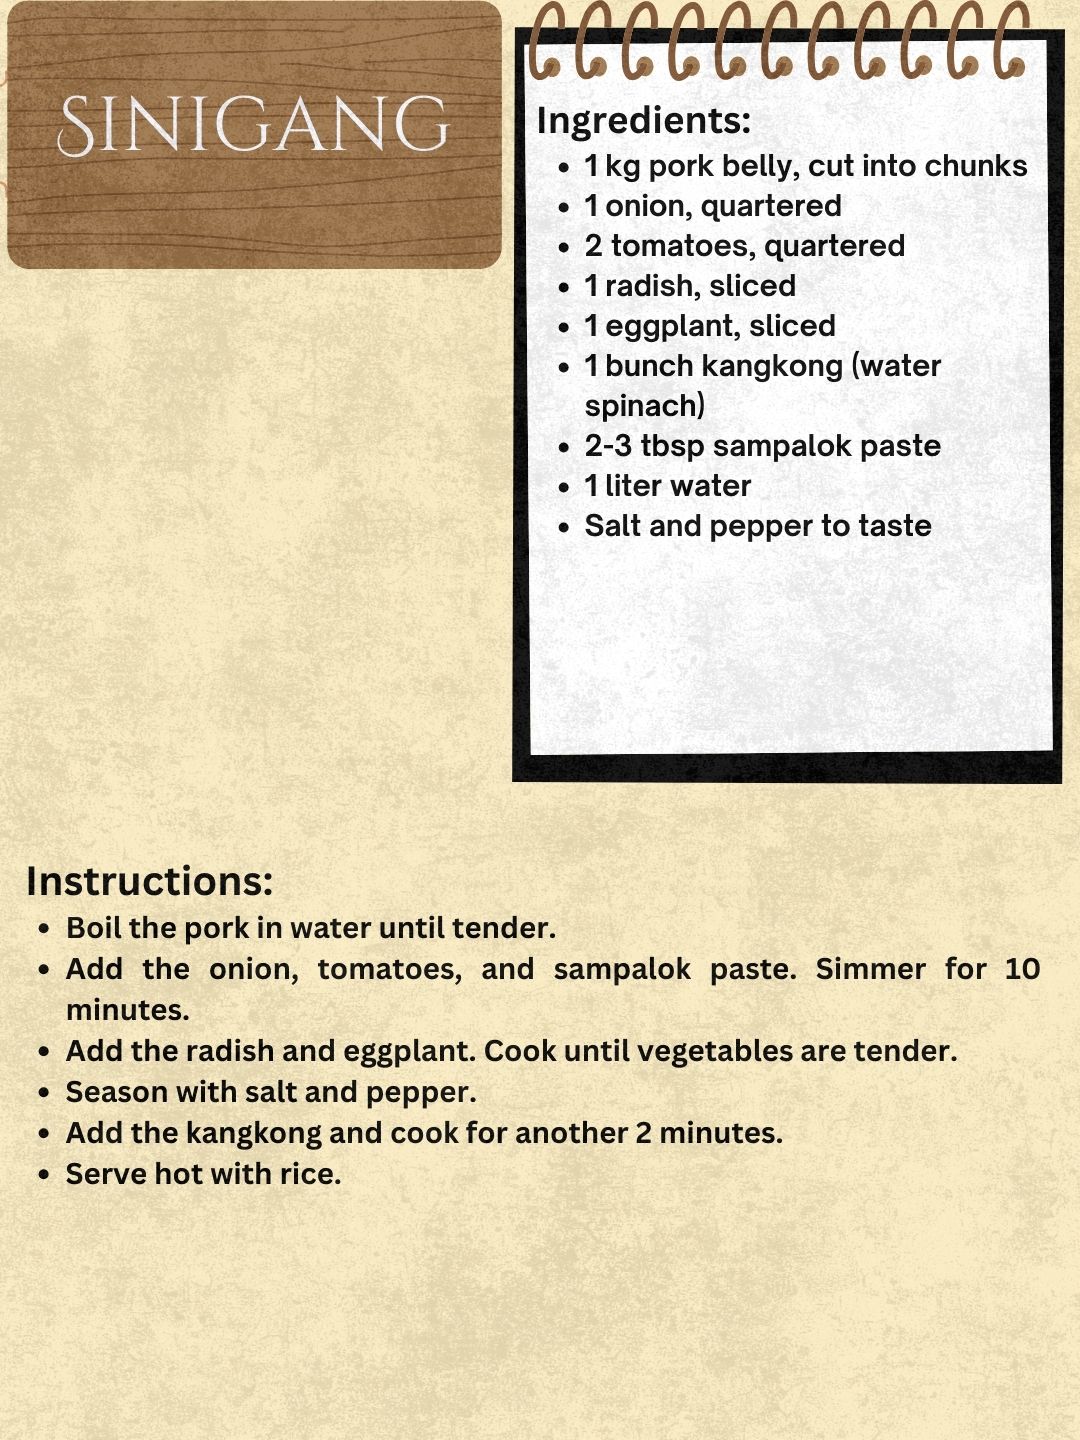 SINIGANG
Ingredients:
• 1 kg pork belly, cut into chunks
• 1 onion, quartered
• 2 tomatoes, quartered
• 1 radish, sliced
• 1 eggplant, sliced
• 1 bunch kangkong (water
spinach)
• 2-3 tbsp sampalok paste
• 1 liter water
• Salt and pepper to taste
Instructions:
• Boil the pork in water until tender.
• Add the onion, tomatoes, and sampalok paste. Simmer for 10
minutes.
• Add the radish and eggplant. Cook until vegetables are tender.
• Season with salt and pepper.
• Add the kangkong and cook for another 2 minutes.
• Serve hot with rice.